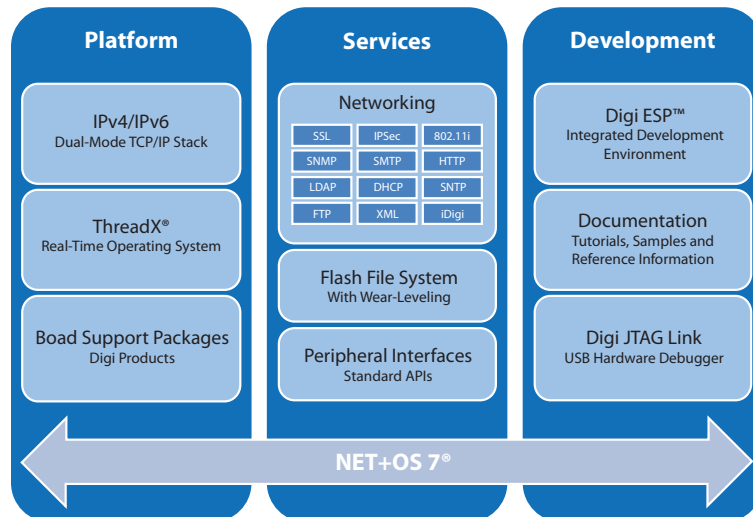 Platform
IPv4/IPv6
Dual-Mode TCP/IP Stack
ThreadX®
Real-Time Operating System
Boad Support Packages
Digi Products
Services
Networking
SSL
IPSec
802.11i
SNMP
SMTP
HTTP
LDAP
DHCP
SNTP
FTP
XML
iDigi
Flash File System
With Wear-Leveling
Peripheral Interfaces
Standard APIs
Development
Digi ESP™
Integrated Development
Environment
Documentation
Tutorials, Samples and
Reference Information
Digi JTAG Link
USB Hardware Debugger
NET+OS 7®